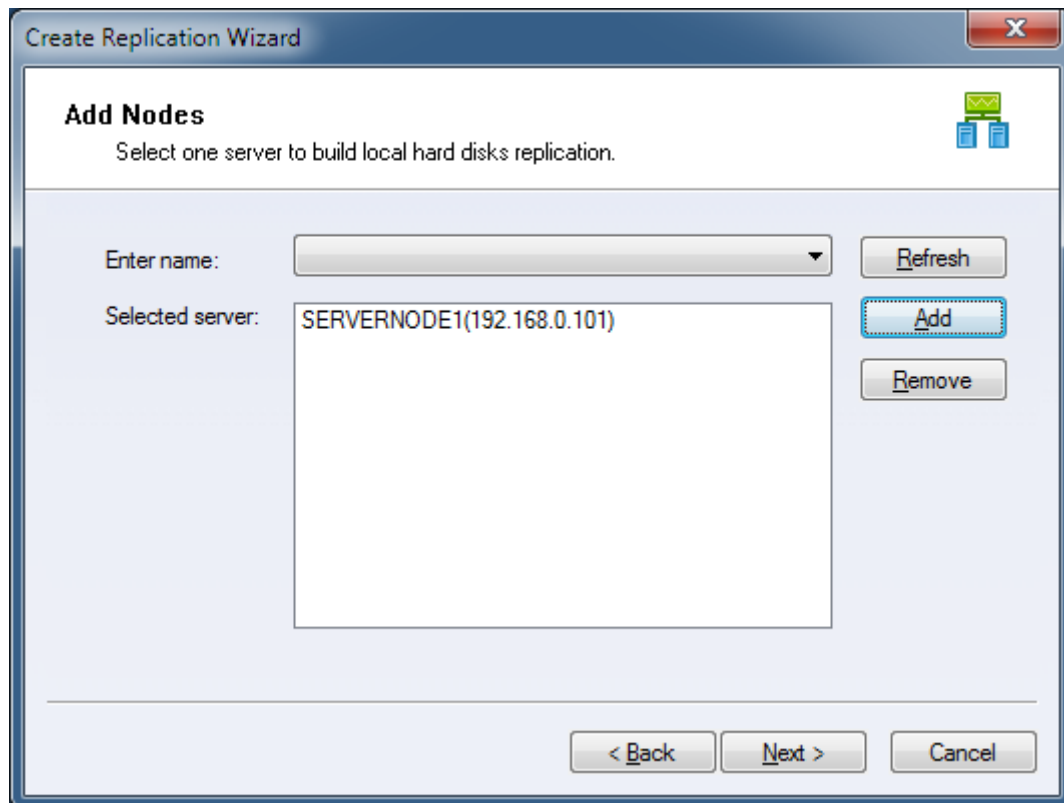 Create Replication Wizard
Add Nodes
Select one server to build local hard disks replication.
Enter name:
Refresh
Selected server:
SERVERNODE1(192.168.0.101)
Add
Remove
< Back
Next >
Cancel